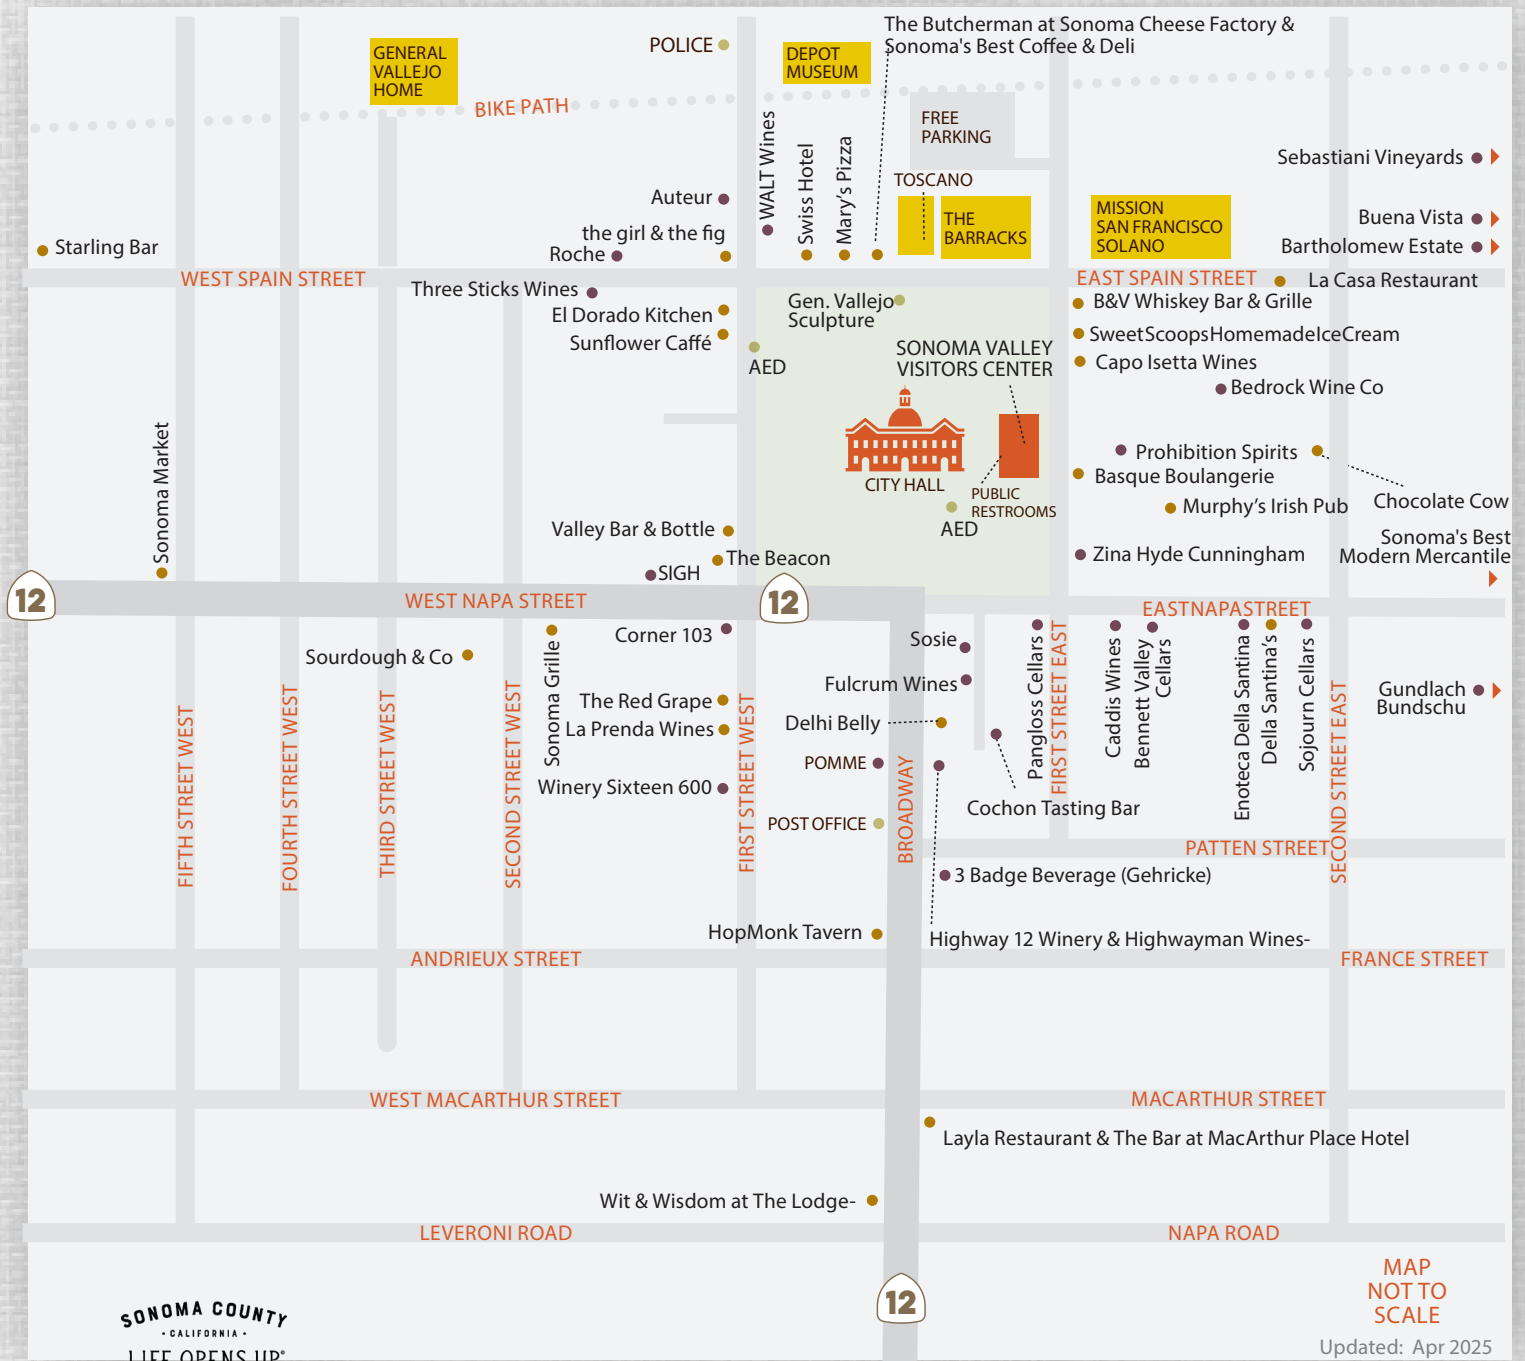 The Butcherman at Sonoma Cheese Factory &
Sonoma's Best Coffee & Deli
POLICE
GENERAL
VALLEJO
HOME
DEPOT
MUSEUM
BIKE PATH
FREE
PARKING
WALT Wines
Swiss Hotel
Mary's Pizza
TOSCANO
THE
BARRACKS
MISSION
SAN FRANCISCO
SOLANO
Sebastiani Vineyards
Buena Vista
Bartholomew Estate
Auteur
the girl & the fig
Roche
Starling Bar
WEST SPAIN STREET
EAST SPAIN STREET
La Casa Restaurant
Three Sticks Wines
El Dorado Kitchen
Sunflower Caffé
Gen. Vallejo
Sculpture
AED
SONOMA VALLEY
VISITORS CENTER
B&V Whiskey Bar & Grille
SweetScoopsHomemadeIceCream
Capo Isetta Wines
Bedrock Wine Co
Prohibition Spirits
Basque Boulangerie
Chocolate Cow
Murphy's Irish Pub
CITY HALL
PUBLIC
RESTROOMS
AED
Sonoma Market
Valley Bar & Bottle
The Beacon
SIGH
Zina Hyde Cunningham
Sonoma's Best
Modern Mercantile
12
WEST NAPA STREET
12
EASTNAPASTREET
Corner 103
Sourdough & Co
Sonoma Grille
The Red Grape
La Prenda Wines
Winery Sixteen 600
Sosie
Fulcrum Wines
Delhi Belly
POMME
POST OFFICE
Cochon Tasting Bar
Pangloss Cellars
FIRST STREET EAST
Caddis Wines
Bennett Valley
Cellars
Enoteca Della Santina
Della Santina's
Sojourn Cellars
SECOND STREET EAST
Gundlach
Bundschu
FIFTH STREET WEST
FOURTH STREET WEST
THIRD STREET WEST
SECOND STREET WEST
FIRST STREET WEST
BROADWAY
PATTEN STREET
3 Badge Beverage (Gehricke)
HopMonk Tavern
Highway 12 Winery & Highwayman Wines-
ANDRIEUX STREET
FRANCE STREET
WEST MACARTHUR STREET
MACARTHUR STREET
Layla Restaurant & The Bar at MacArthur Place Hotel
Wit & Wisdom at The Lodge-
LEVERONI ROAD
NAPA ROAD
12
MAP
NOT TO
SCALE
Updated: Apr 2025
SONOMA COUNTY
• CALIFORNIA •
LIFE OPENS UP®